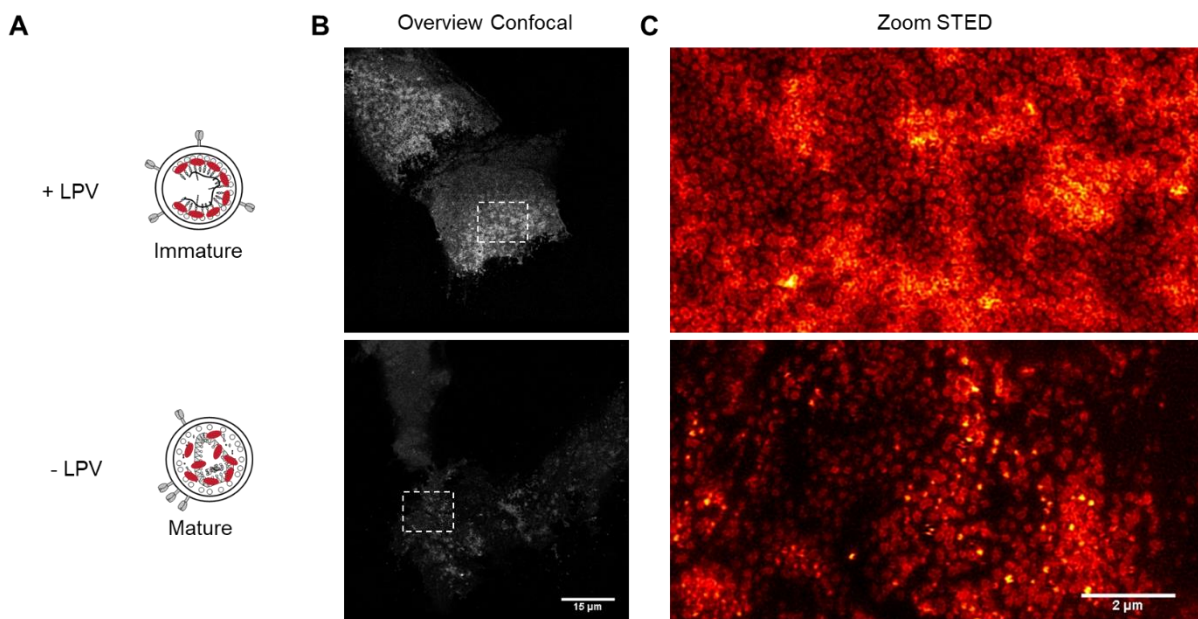 A
B
Overview Confocal
C
Zoom STED
+ LPV
Immature
- LPV
Mature
15 µm
2 µm